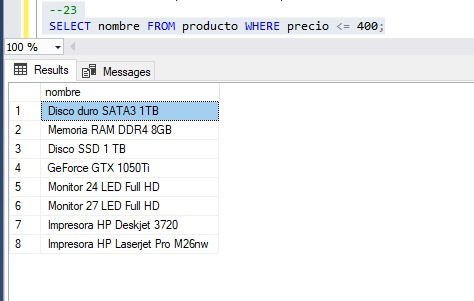 --23
SELECT nombre FROM producto WHERE precio <= 400;
100 %
Results Messages
nombre
1 Disco duro SATA3 1TB
2 Memoria RAM DDR4 8GB
3 Disco SSD 1 TB
4 GeForce GTX 1050Ti
5 Monitor 24 LED Full HD
6 Monitor 27 LED Full HD
7 Impresora HP Deskjet 3720
8 Impresora HP Laserjet Pro M26nw